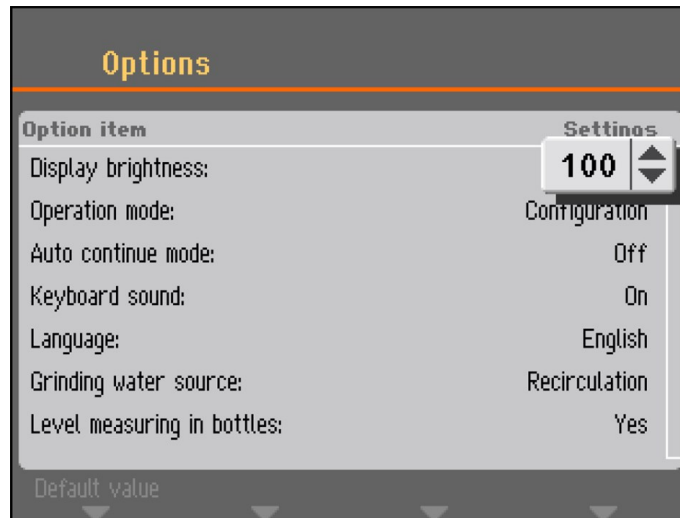 Options
Option item Settings
Display brightness: 100
Operation mode: Configuration
Auto continue mode: Off
Keyboard sound: On
Language: English
Grinding water source: Recirculation
Level measuring in bottles: Yes
Default value